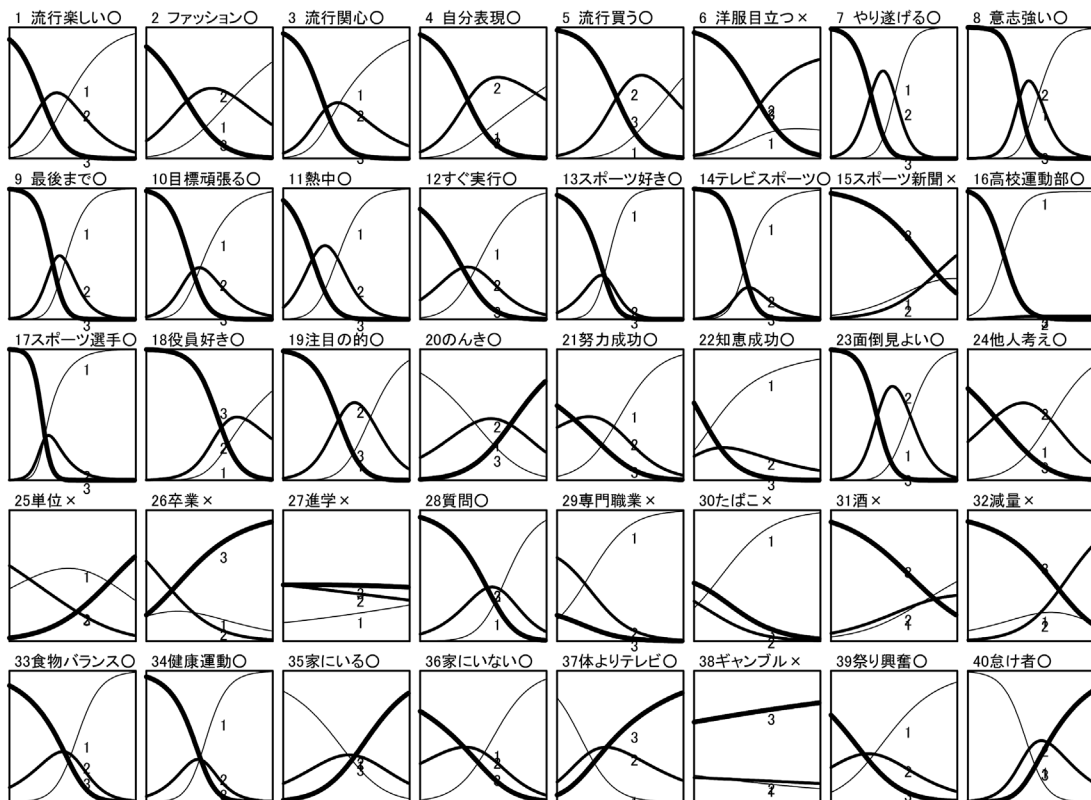 1 流行楽しい○ 2 ファッション○ 3 流行関心○ 4 自分表現○ 5 流行買う○ 6 洋服目立つ× 7 やり遂げる○ 8 意志強い○
9 最後まで○ 10目標頑張る○ 11熱中○ 12すぐ実行○ 13スポーツ好き○ 14テレビスポーツ○ 15スポーツ新聞× 16高校運動部○
17スポーツ選手○ 18役員好き○ 19注目の的○ 20のんき○ 21努力成功○ 22知恵成功○ 23面倒見よい○ 24他人考え○
25単位× 26卒業× 27進学× 28質問○ 29専門職業× 30たばこ× 31酒× 32減量×
33食物バランス○ 34健康運動○ 35家にいる○ 36家にいない○ 37体よりテレビ○ 38ギャンブル× 39祭り興奮○ 40怠け者○